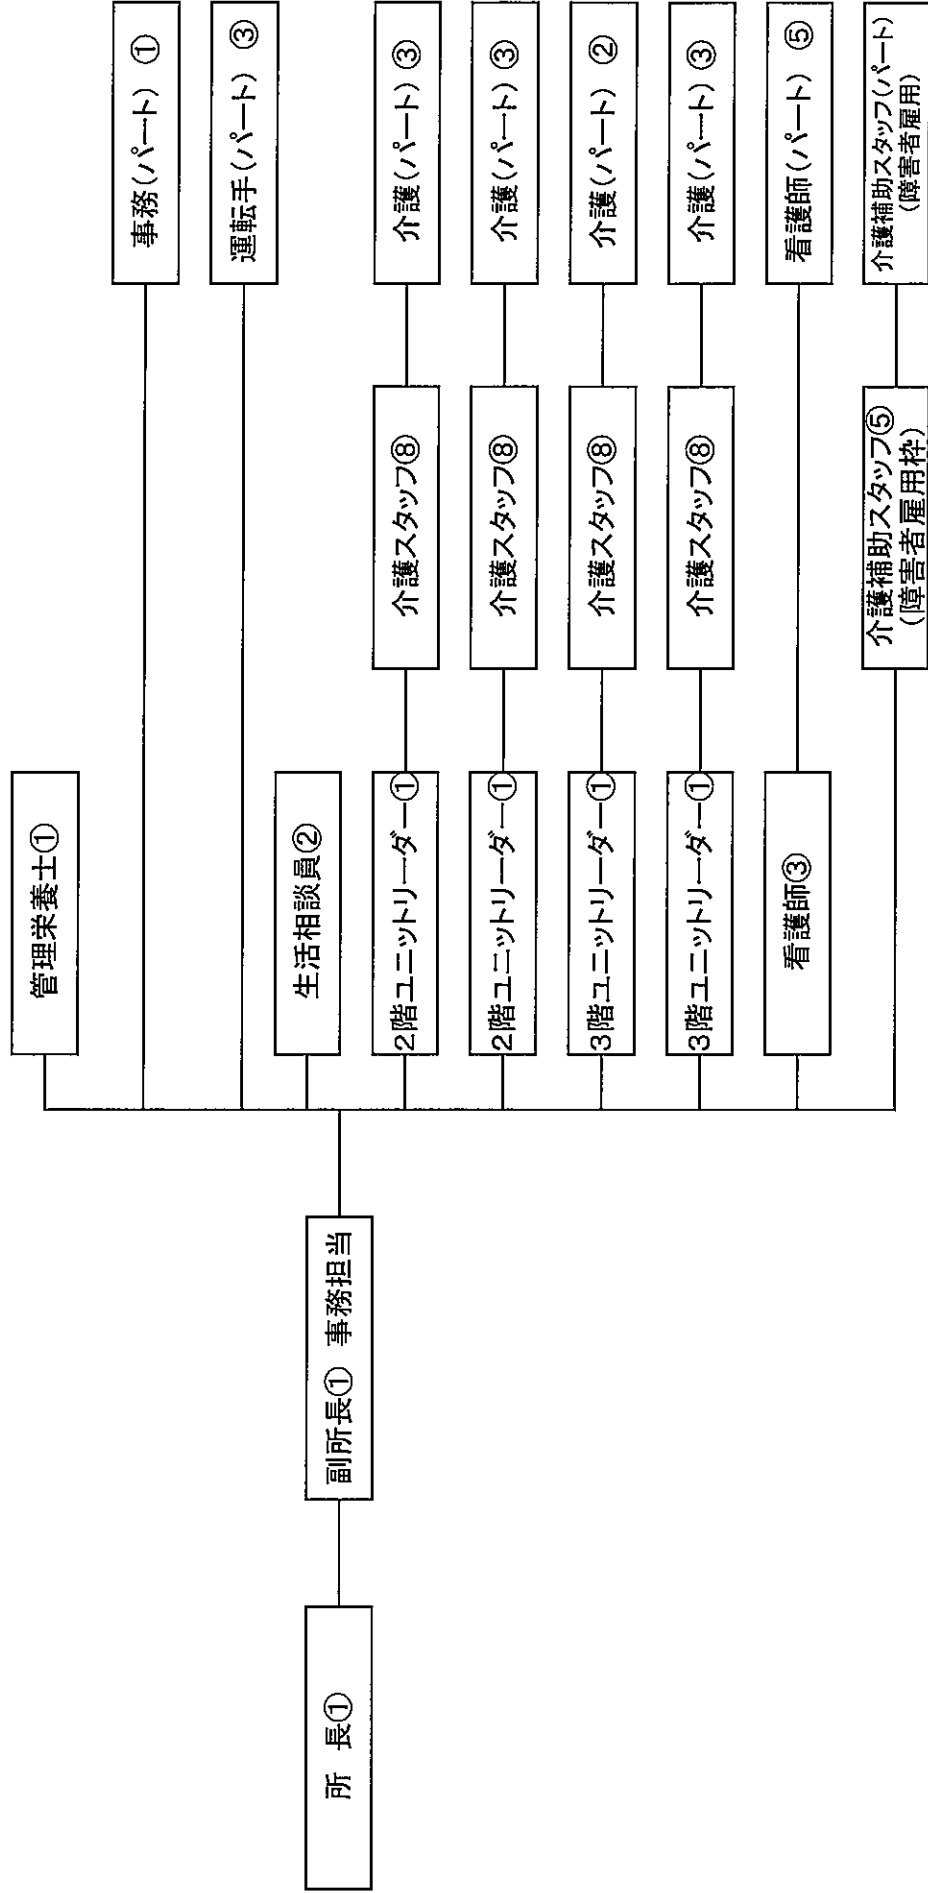 所　長①
副所長①　事務担当
管理栄養士①
事務(パート)　①
運転手(パート)　③
生活相談員②
2階ユニットリーダー①
介護スタッフ⑧
介護(パート)　③
2階ユニットリーダー①
介護スタッフ⑧
介護(パート)　③
3階ユニットリーダー①
介護スタッフ⑧
介護(パート)　②
3階ユニットリーダー①
介護スタッフ⑧
介護(パート)　③
看護師③
看護師(パート)　⑤
介護補助スタッフ⑤
(障害者雇用枠)
介護補助スタッフ(パート)
(障害者雇用)